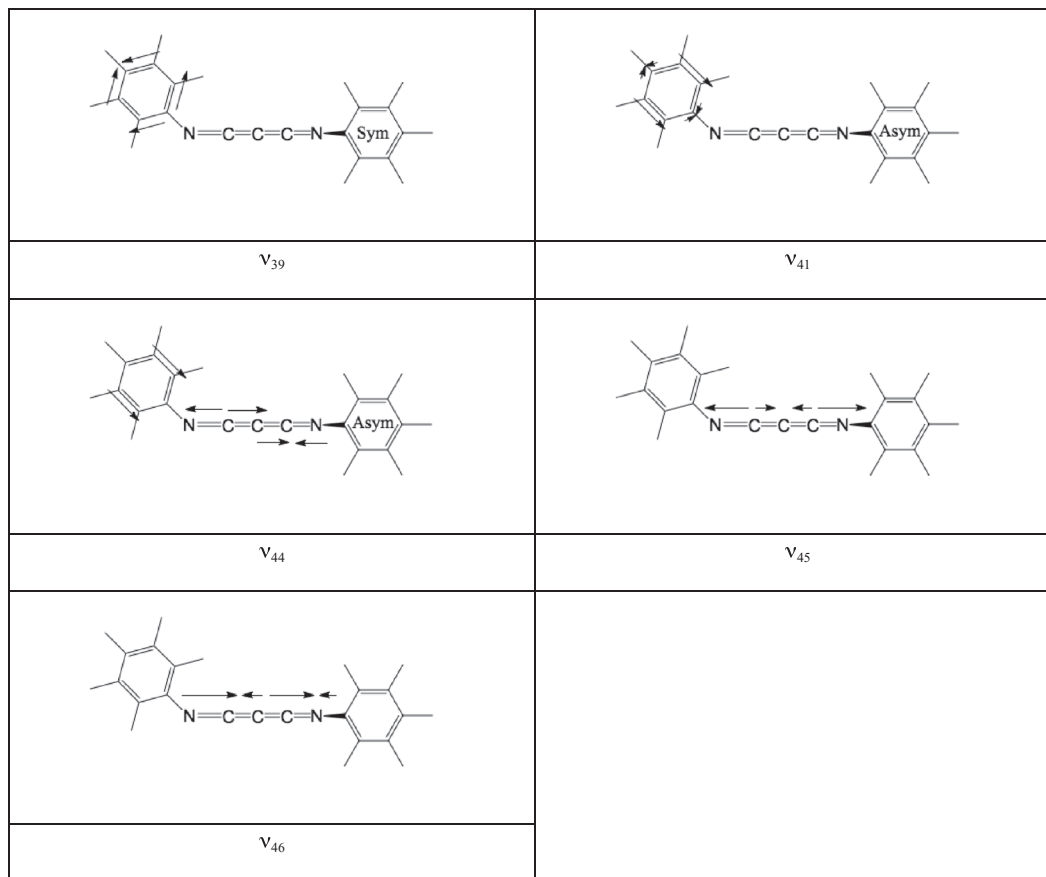 N=C=C=C=N Sym
N=C=C=C=N Asym
ν39
ν41
N=C=C=C=N Asym
N=C=C=C=N
ν44
ν45
N=C=C=C=N
ν46